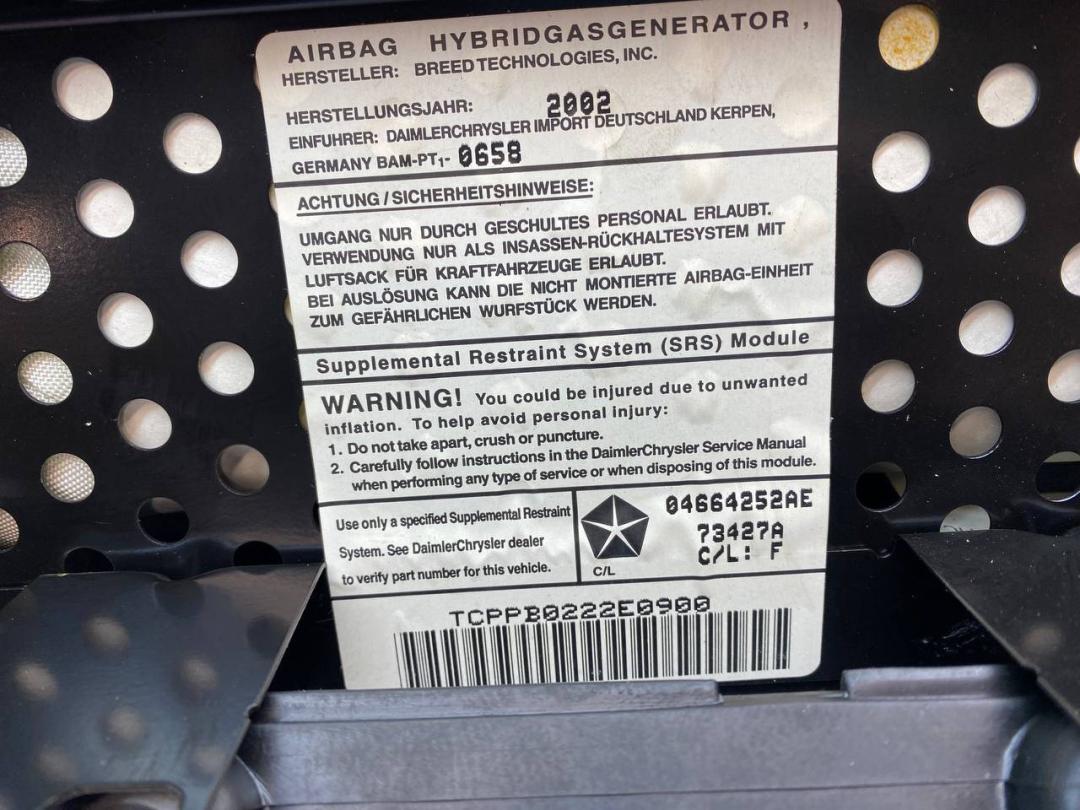 AIRBAG HYBRIDGASGENERATOR ,
HERSTELLER: BREED TECHNOLOGIES, INC.
HERSTELLUNGSJAHR: 2002
EINFUHRER: DAIMLERCHRYSLER IMPORT DEUTSCHLAND KERPEN,
GERMANY BAM-PT1- 0658
ACHTUNG / SICHERHEITSHINWEISE:
UMGANG NUR DURCH GESCHULTES PERSONAL ERLAUBT.
VERWENDUNG NUR ALS INSASSEN-RÜCKHALTESYSTEM MIT
LUFTSACK FÜR KRAFTFAHRZEUGE ERLAUBT.
BEI AUSLÖSUNG KANN DIE NICHT MONTIERTE AIRBAG-EINHEIT
ZUM GEFÄHRLICHEN WURFSTÜCK WERDEN.
Supplemental Restraint System (SRS) Module
WARNING! You could be injured due to unwanted
inflation. To help avoid personal injury:
1. Do not take apart, crush or puncture.
2. Carefully follow instructions in the DaimlerChrysler Service Manual
when performing any type of service or when disposing of this module.
Use only a specified Supplemental Restraint
System. See DaimlerChrysler dealer
to verify part number for this vehicle.
C/L
04664252AE
73427A
C/L: F
TCPPB0222E0900